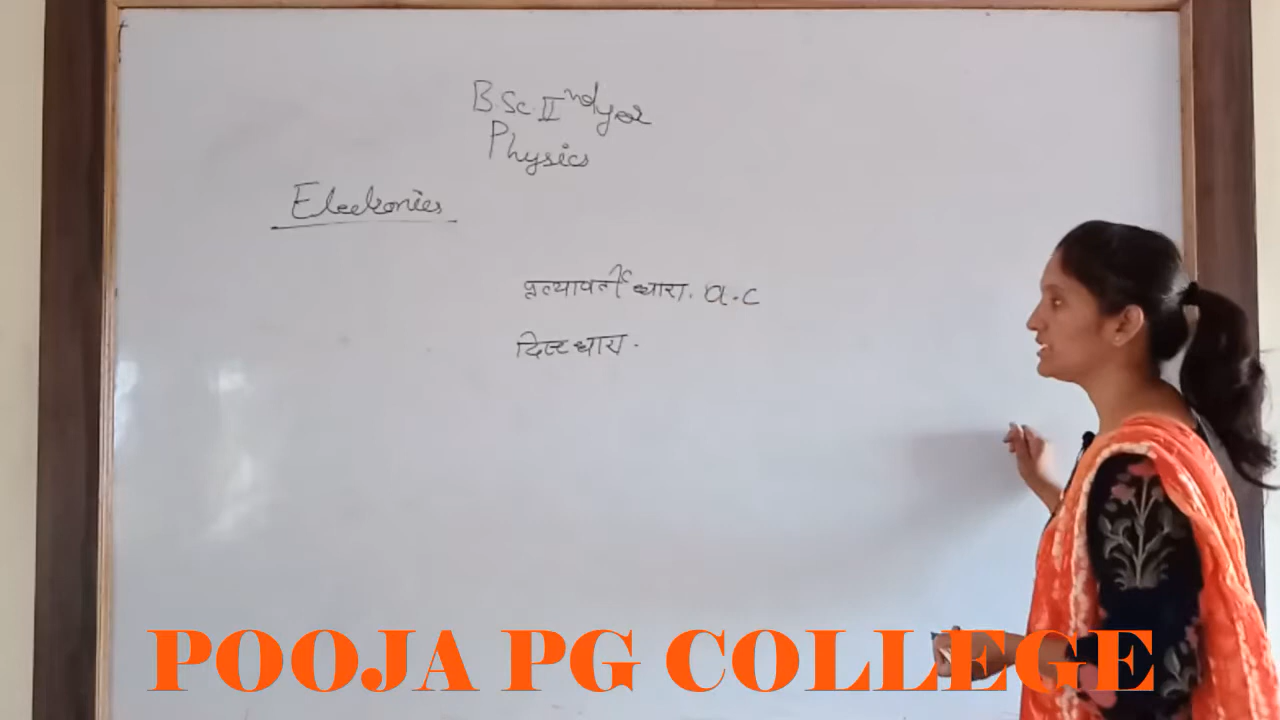 B.Sc. IInd year
Physics
Electronics
प्रत्यावर्ती धारा. a.c
दिष्ट धारा.
POOJA PG COLLEGE